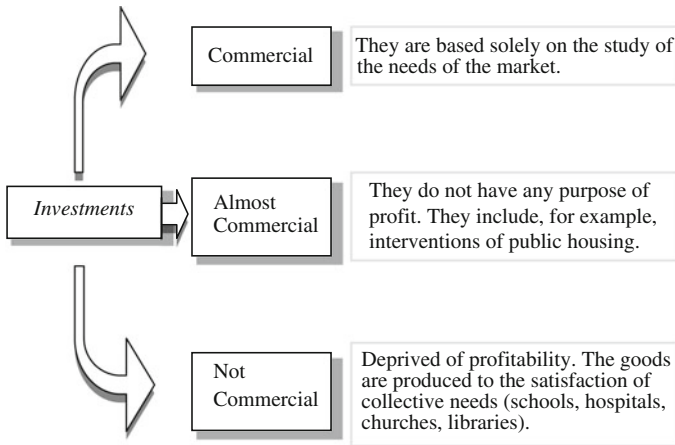 Commercial
They are based solely on the study of
the needs of the market.
Investments
Almost
Commercial
They do not have any purpose of
profit. They include, for example,
interventions of public housing.
Not
Commercial
Deprived of profitability. The goods
are produced to the satisfaction of
collective needs (schools, hospitals,
churches, libraries).